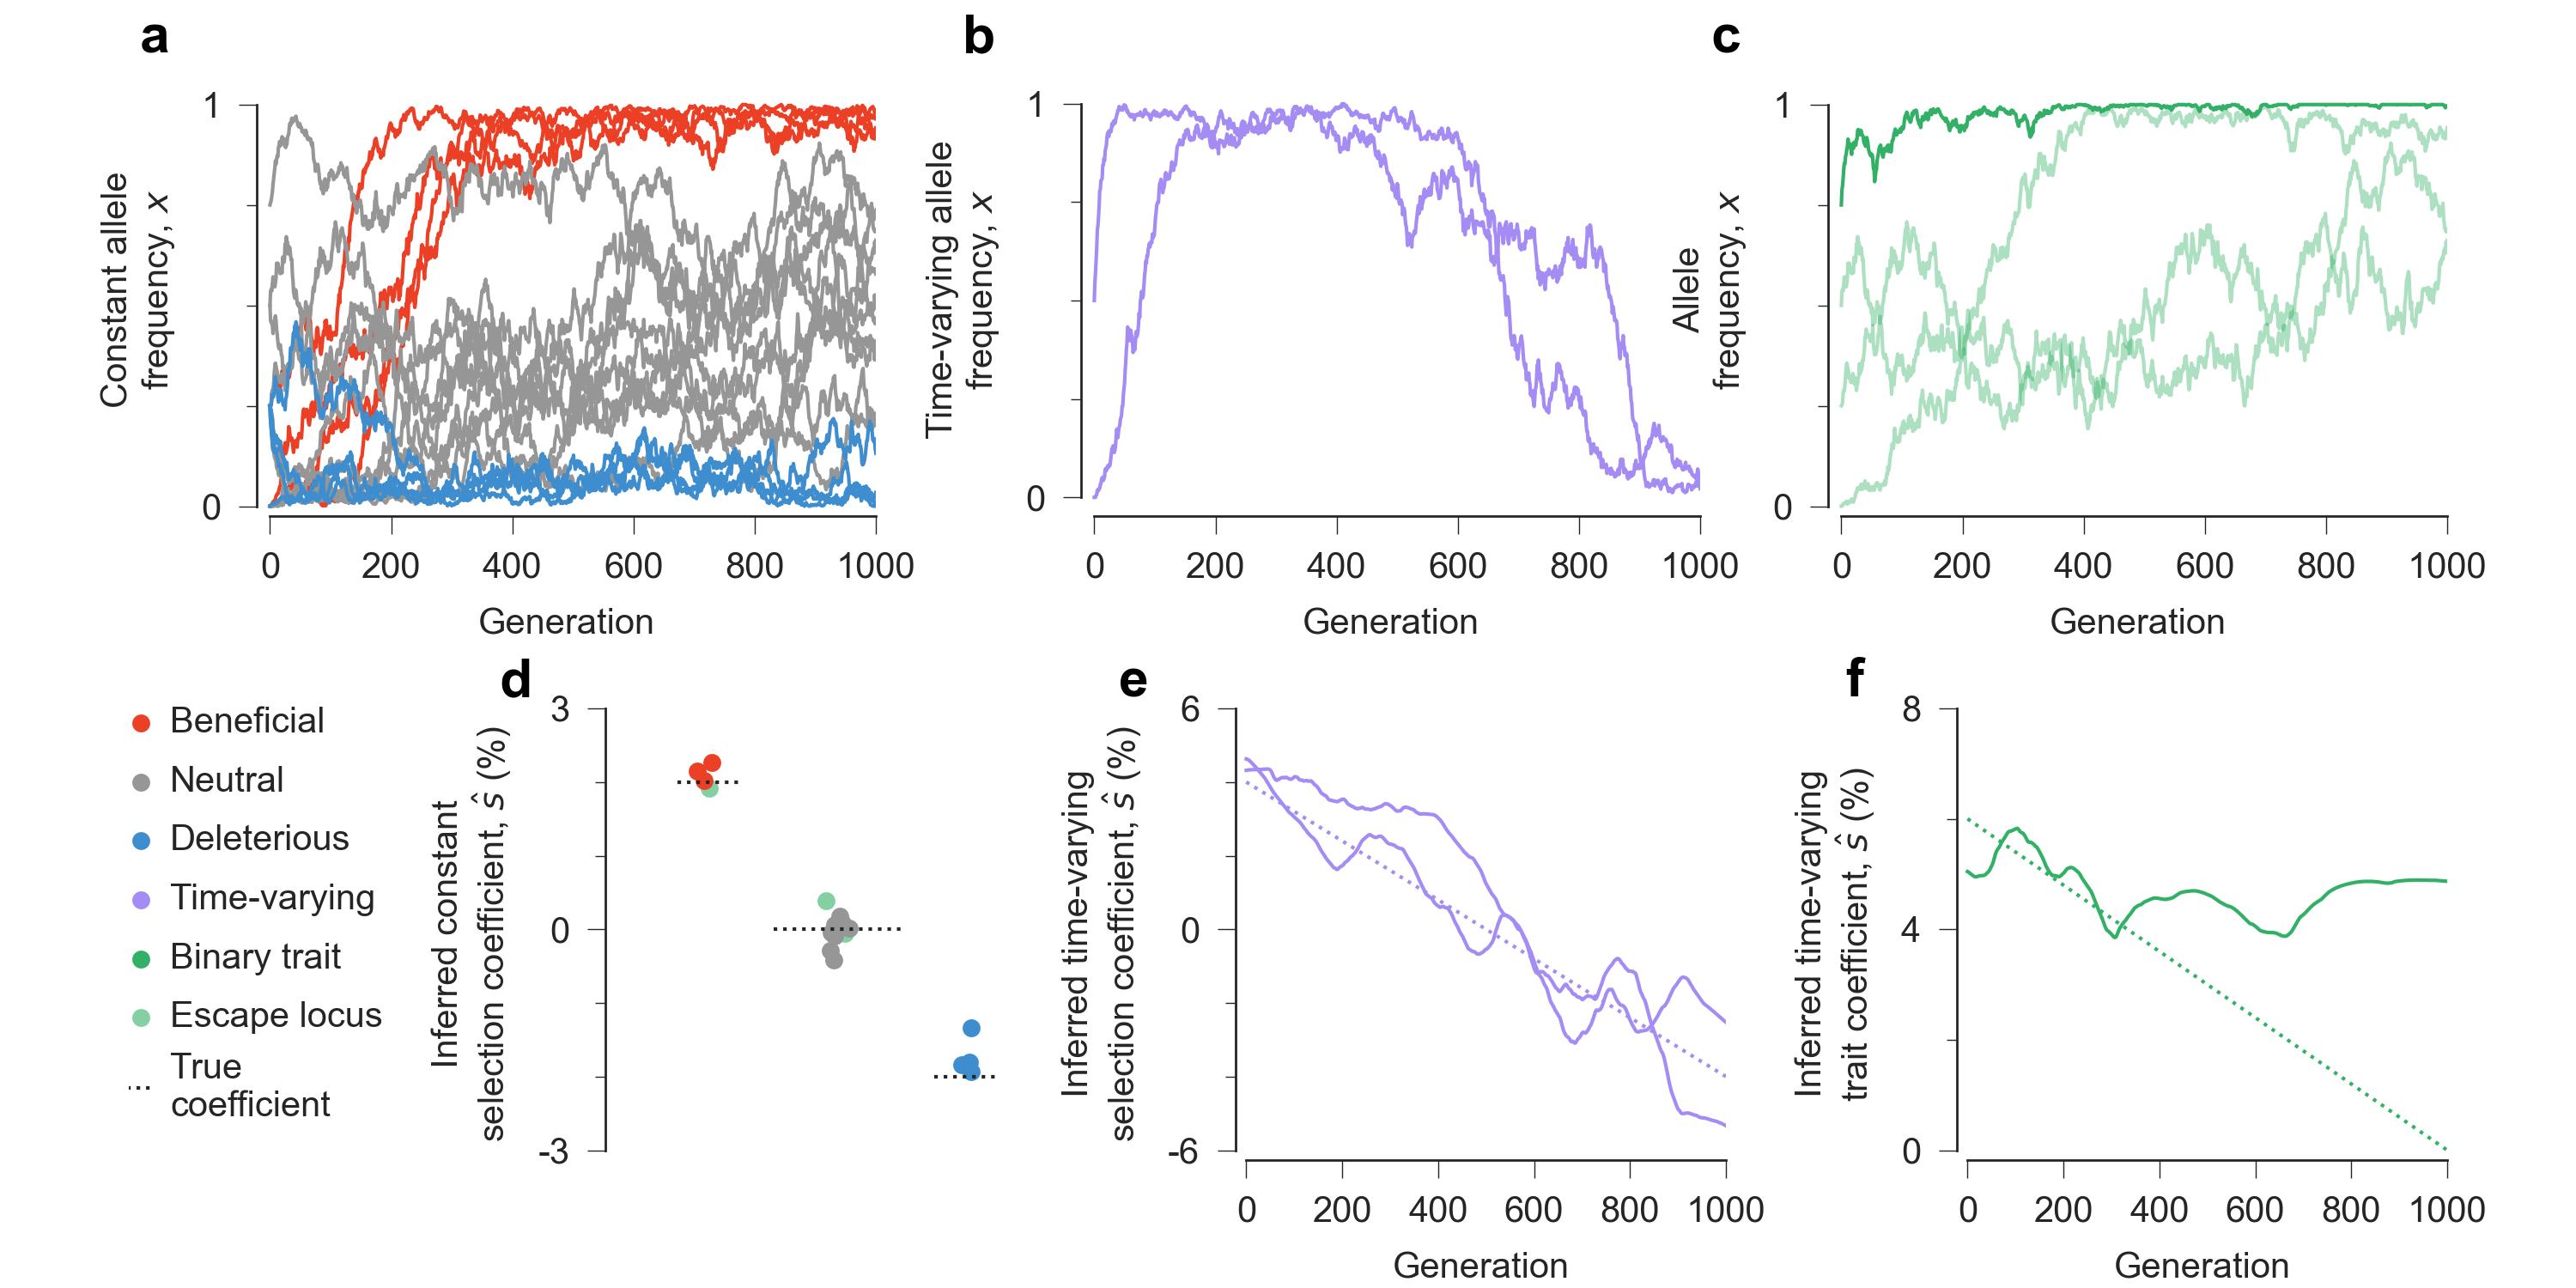 a
Constant allele
frequency, x
1
0
0 200 400 600 800 1000
Generation
b
Time-varying allele
frequency, x
1
0
0 200 400 600 800 1000
Generation
c
Allele
frequency, x
1
0
0 200 400 600 800 1000
Generation
Beneficial
Neutral
Deleterious
Time-varying
Binary trait
Escape locus
True
coefficient
d
Inferred constant
selection coefficient, ŝ (%)
3
0
-3
e
Inferred time-varying
selection coefficient, ŝ (%)
6
0
-6
0 200 400 600 800 1000
Generation
f
Inferred time-varying
trait coefficient, ŝ (%)
8
4
0
0 200 400 600 800 1000
Generation